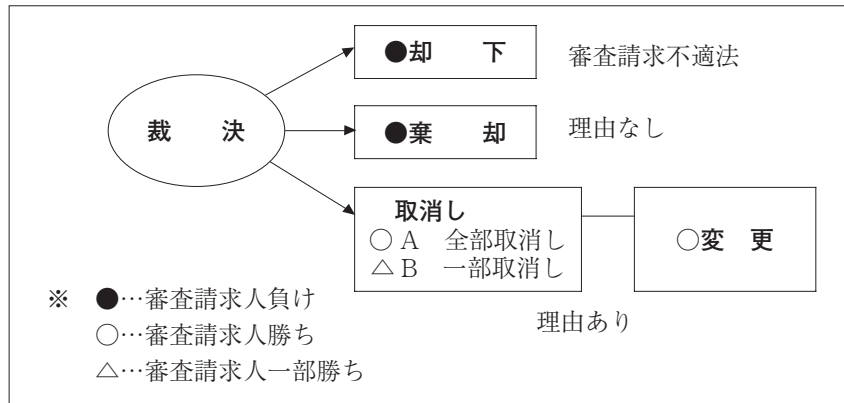 ●却　下
審査請求不適法
裁　決
●棄　却
理由なし
取消し
○A　全部取消し
△B　一部取消し
○変　更
理由あり
※　●…審査請求人負け
○…審査請求人勝ち
△…審査請求人一部勝ち